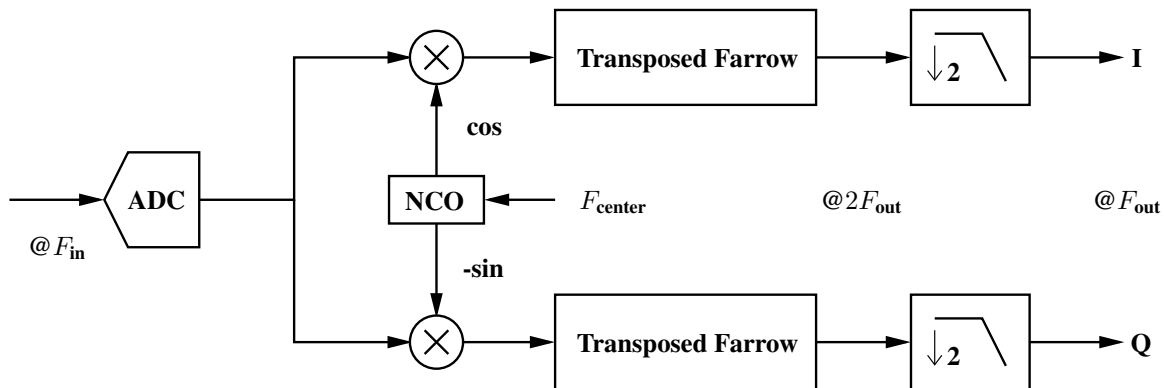 Transposed Farrow
2
I
cos
ADC
NCO
F_center
@2F_out
@F_out
@F_in
-sin
Transposed Farrow
2
Q